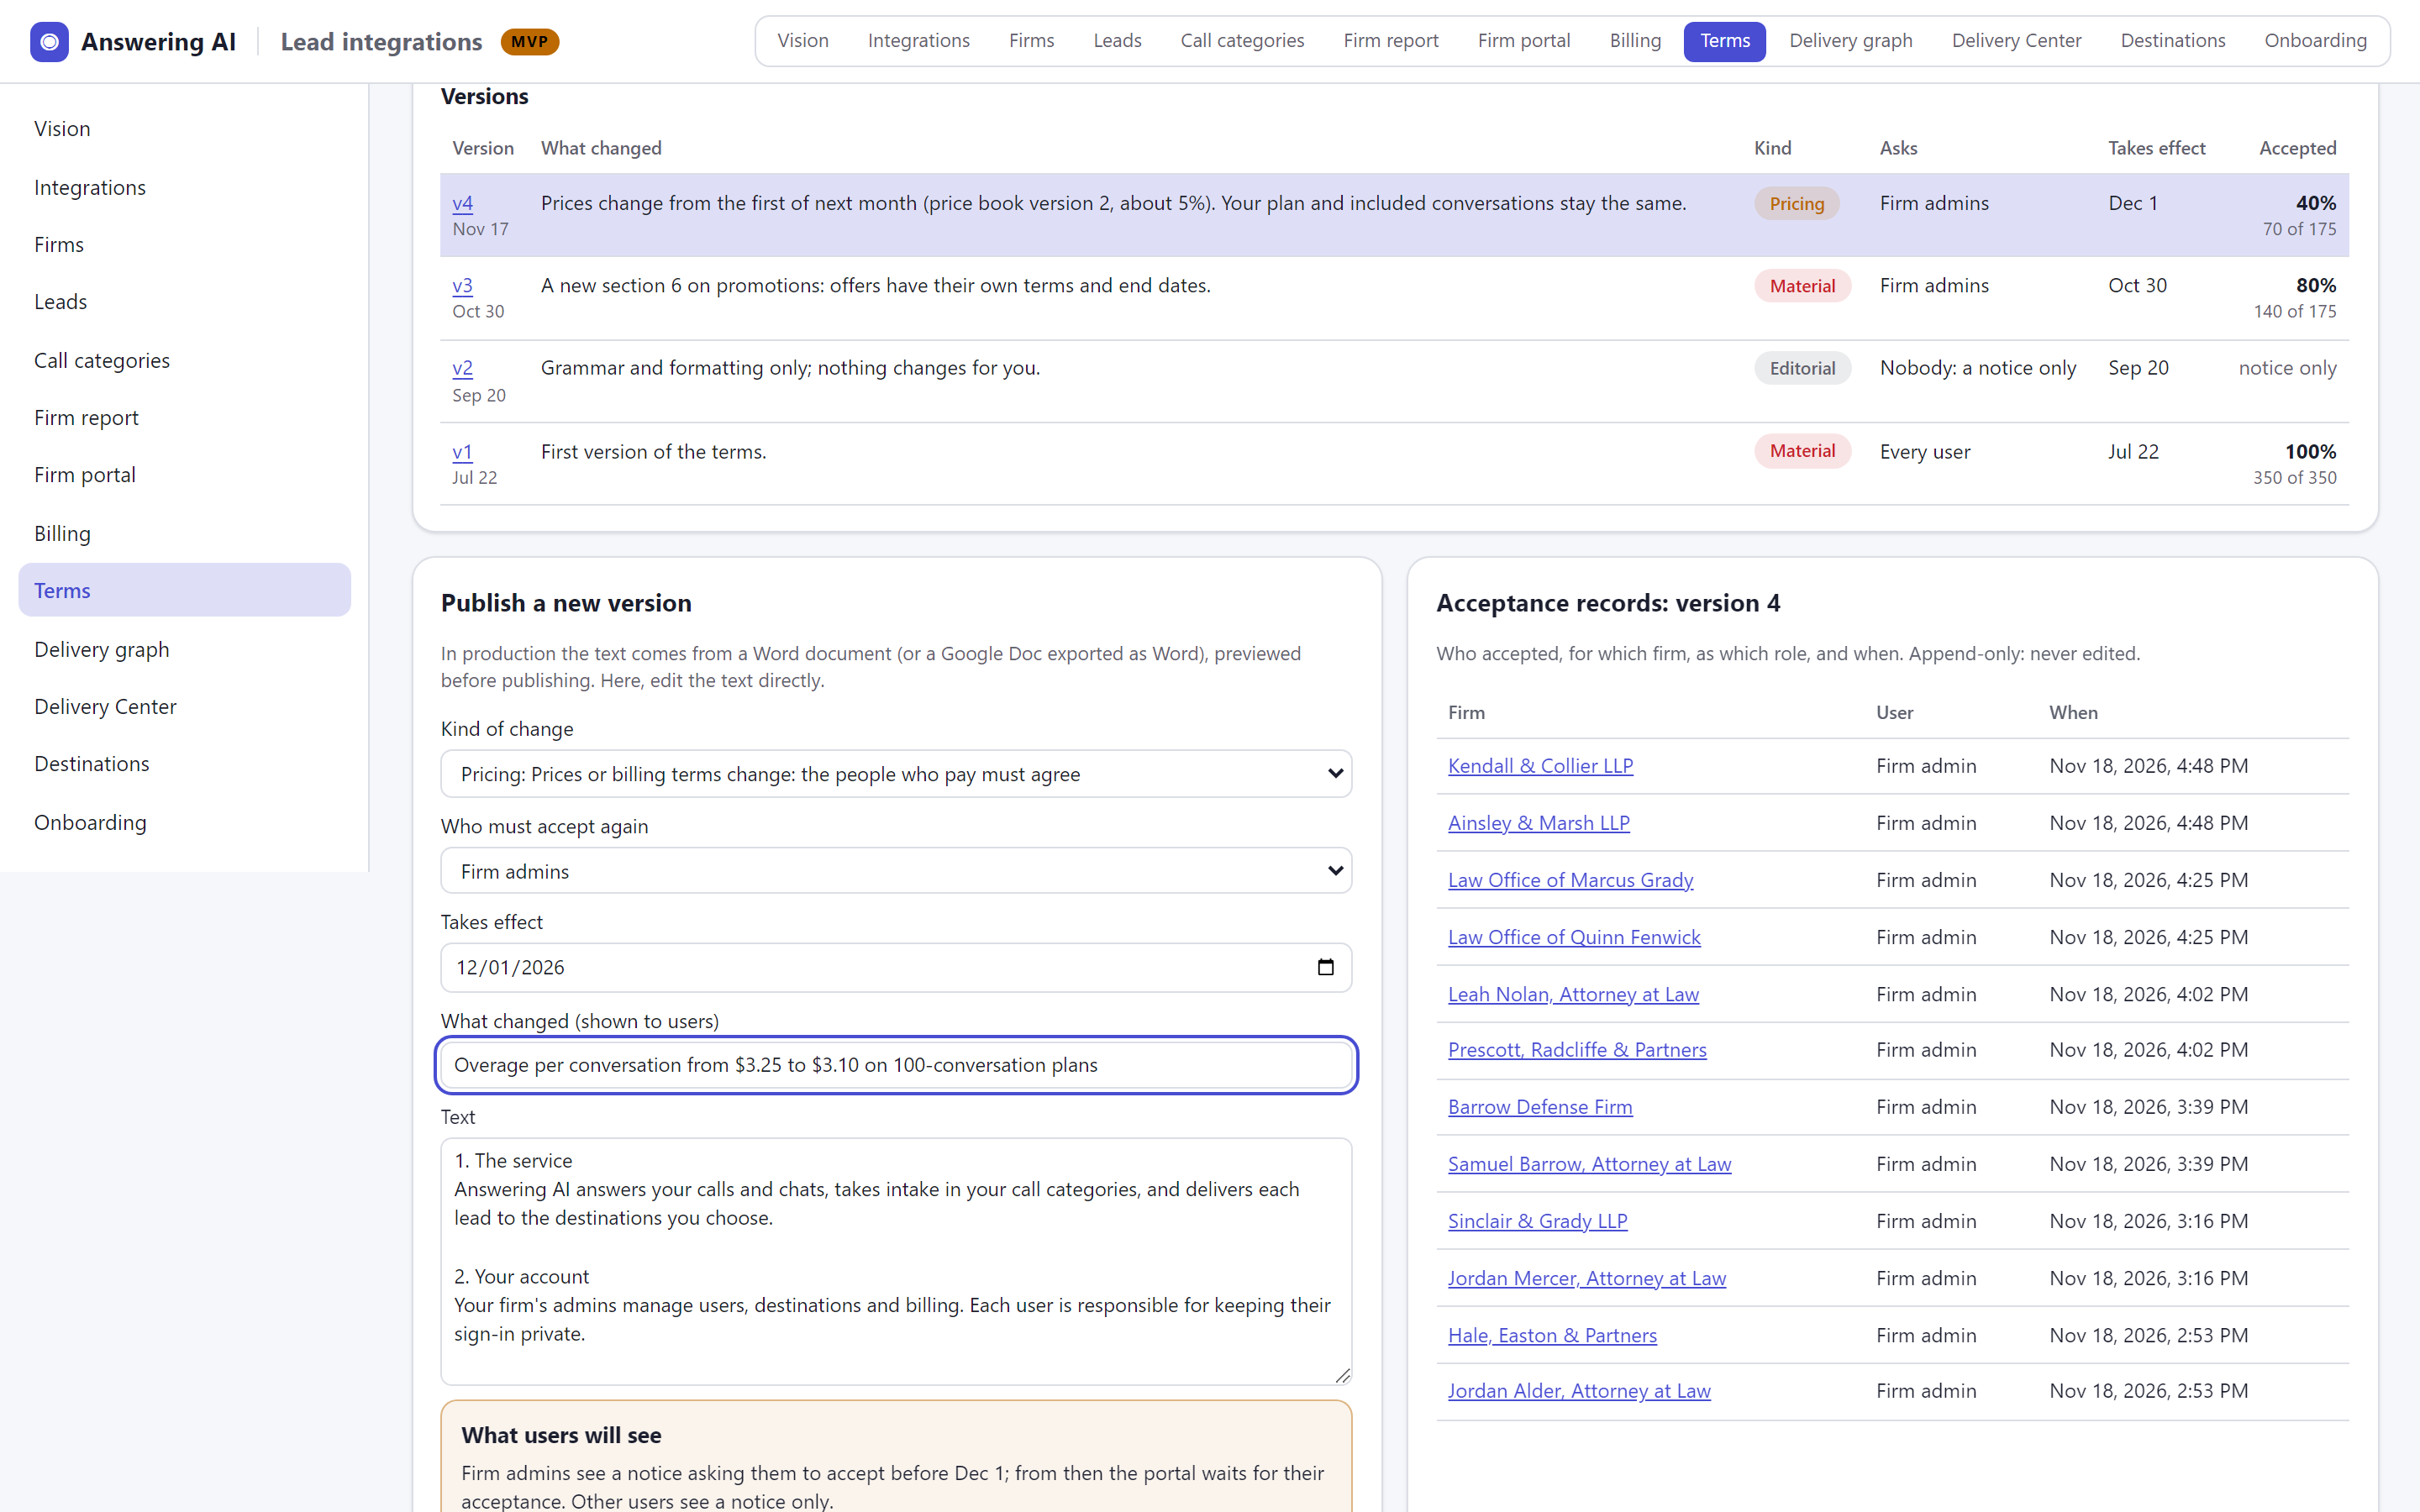 Answering AI
Lead integrations
MVP
Vision
Integrations
Firms
Leads
Call categories
Firm report
Firm portal
Billing
Terms
Delivery graph
Delivery Center
Destinations
Onboarding
Vision
Integrations
Firms
Leads
Call categories
Firm report
Firm portal
Billing
Terms
Delivery graph
Delivery Center
Destinations
Onboarding
Versions
Version What changed Kind Asks Takes effect Accepted
v4 Prices change from the first of next month (price book version 2, about 5%). Your plan and included conversations stay the same. Pricing Firm admins Dec 1 40%
Nov 17 70 of 175
v3 A new section 6 on promotions: offers have their own terms and end dates. Material Firm admins Oct 30 80%
Oct 30 140 of 175
v2 Grammar and formatting only; nothing changes for you. Editorial Nobody: a notice only Sep 20 notice only
Sep 20
v1 First version of the terms. Material Every user Jul 22 100%
Jul 22 350 of 350
Publish a new version
In production the text comes from a Word document (or a Google Doc exported as Word), previewed
before publishing. Here, edit the text directly.
Kind of change
Pricing: Prices or billing terms change: the people who pay must agree
Who must accept again
Firm admins
Takes effect
12/01/2026
What changed (shown to users)
Overage per conversation from $3.25 to $3.10 on 100-conversation plans
Text
1. The service
Answering AI answers your calls and chats, takes intake in your call categories, and delivers each
lead to the destinations you choose.
2. Your account
Your firm's admins manage users, destinations and billing. Each user is responsible for keeping their
sign-in private.
What users will see
Firm admins see a notice asking them to accept before Dec 1; from then the portal waits for their
acceptance. Other users see a notice only.
Acceptance records: version 4
Who accepted, for which firm, as which role, and when. Append-only: never edited.
Firm User When
Kendall & Collier LLP Firm admin Nov 18, 2026, 4:48 PM
Ainsley & Marsh LLP Firm admin Nov 18, 2026, 4:48 PM
Law Office of Marcus Grady Firm admin Nov 18, 2026, 4:25 PM
Law Office of Quinn Fenwick Firm admin Nov 18, 2026, 4:25 PM
Leah Nolan, Attorney at Law Firm admin Nov 18, 2026, 4:02 PM
Prescott, Radcliffe & Partners Firm admin Nov 18, 2026, 4:02 PM
Barrow Defense Firm Firm admin Nov 18, 2026, 3:39 PM
Samuel Barrow, Attorney at Law Firm admin Nov 18, 2026, 3:39 PM
Sinclair & Grady LLP Firm admin Nov 18, 2026, 3:16 PM
Jordan Mercer, Attorney at Law Firm admin Nov 18, 2026, 3:16 PM
Hale, Easton & Partners Firm admin Nov 18, 2026, 2:53 PM
Jordan Alder, Attorney at Law Firm admin Nov 18, 2026, 2:53 PM